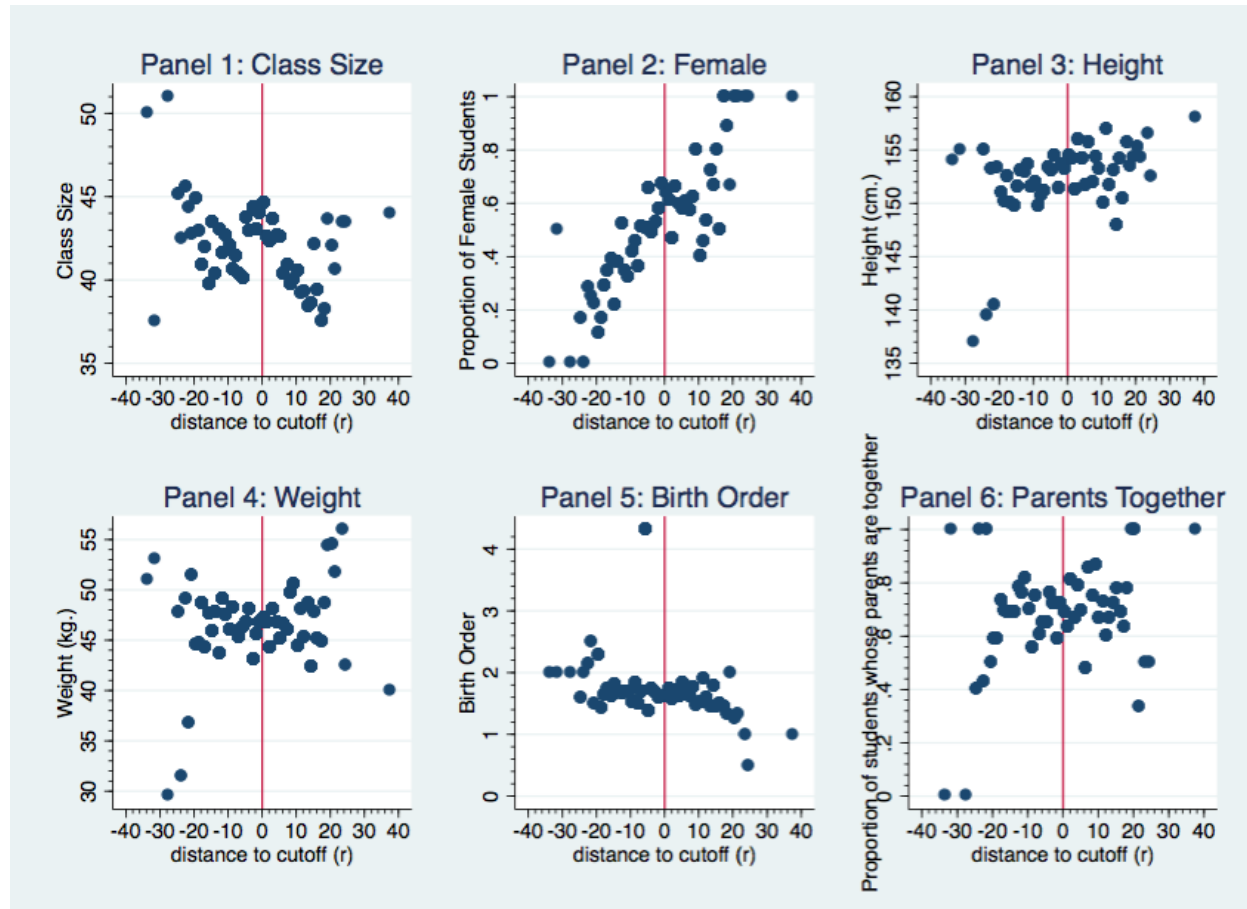 Panel 1: Class Size
Class Size
50
45
40
35
-40 -30 -20 -10 0 10 20 30 40
distance to cutoff (r)
Panel 2: Female
Proportion of Female Students
1
.8
.6
.4
.2
0
-40 -30 -20 -10 0 10 20 30 40
distance to cutoff (r)
Panel 3: Height
Height (cm.)
160
155
150
145
140
135
-40 -30 -20 -10 0 10 20 30 40
distance to cutoff (r)
Panel 4: Weight
Weight (kg.)
55
50
45
40
35
30
-40 -30 -20 -10 0 10 20 30 40
distance to cutoff (r)
Panel 5: Birth Order
Birth Order
4
3
2
1
0
-40 -30 -20 -10 0 10 20 30 40
distance to cutoff (r)
Panel 6: Parents Together
Proportion of students whose parents are together
1
.8
.6
.4
.2
0
-40 -30 -20 -10 0 10 20 30 40
distance to cutoff (r)